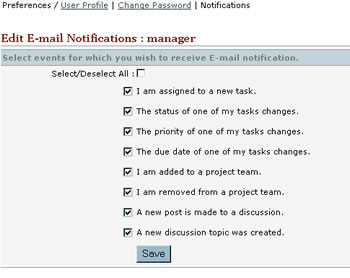 Preferences / User Profile | Change Password | Notifications
Edit E-mail Notifications : manager
Select events for which you wish to receive E-mail notification.
Select/Deselect All :
I am assigned to a new task.
The status of one of my tasks changes.
The priority of one of my tasks changes.
The due date of one of my tasks changes.
I am added to a project team.
I am removed from a project team.
A new post is made to a discussion.
A new discussion topic was created.
Save